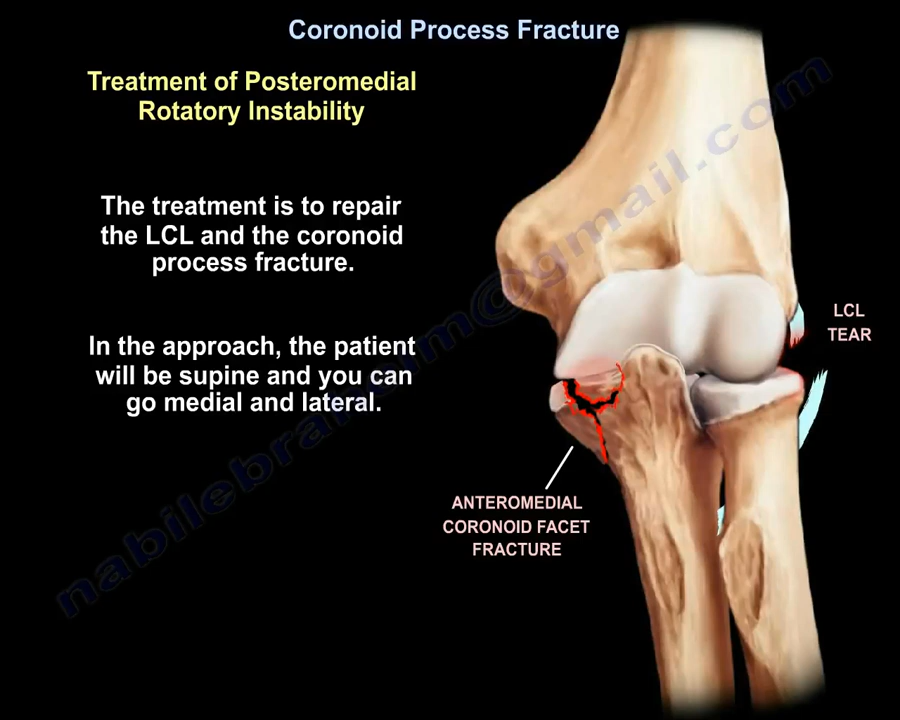 Coronoid Process Fracture
Treatment of Posteromedial
Rotatory Instability
The treatment is to repair
the LCL and the coronoid
process fracture.
In the approach, the patient
will be supine and you can
go medial and lateral.
LCL
TEAR
ANTEROMEDIAL
CORONOID FACET
FRACTURE